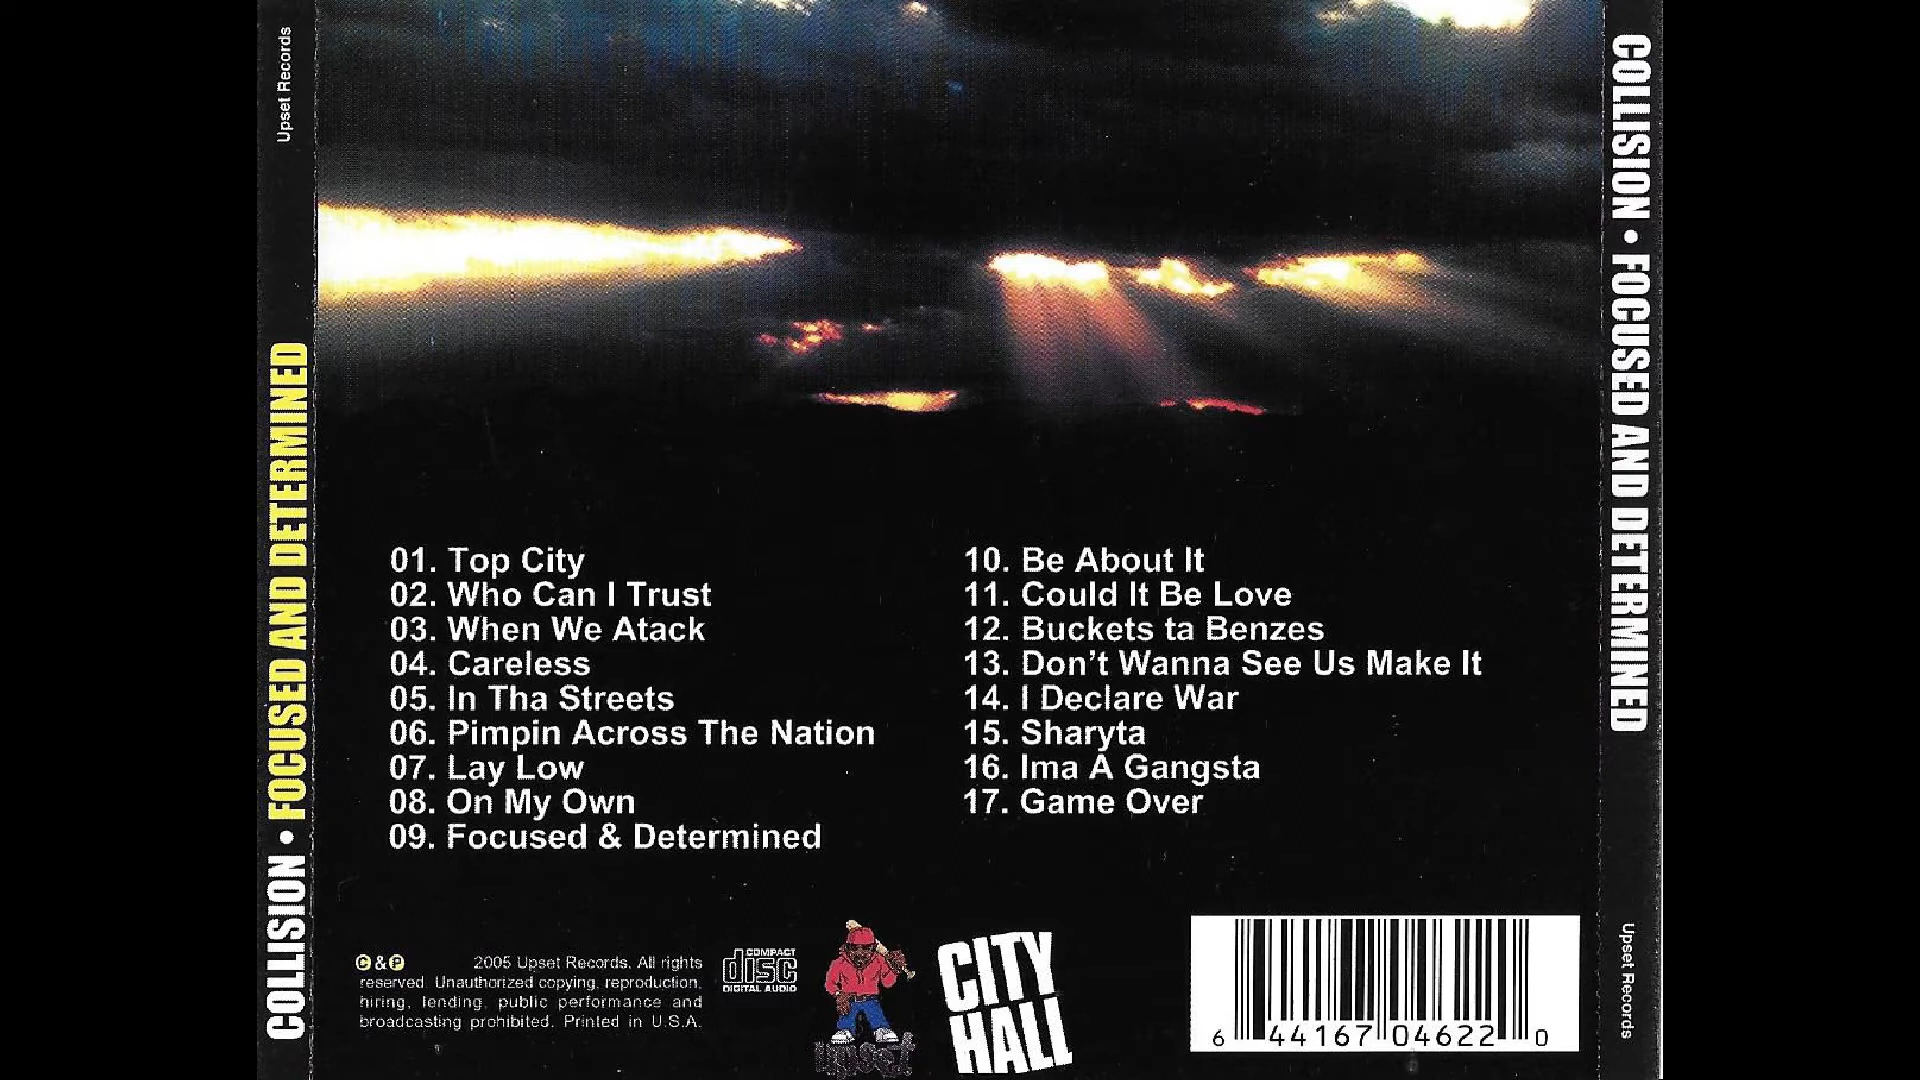 Upset Records
COLLISION • FOCUSED AND DETERMINED
01. Top City
02. Who Can I Trust
03. When We Atack
04. Careless
05. In Tha Streets
06. Pimpin Across The Nation
07. Lay Low
08. On My Own
09. Focused & Determined
10. Be About It
11. Could It Be Love
12. Buckets ta Benzes
13. Don't Wanna See Us Make It
14. I Declare War
15. Sharyta
16. Ima A Gangsta
17. Game Over
© & ℗ 2005 Upset Records. All rights
reserved. Unauthorized copying, reproduction,
hiring, lending, public performance and
broadcasting prohibited. Printed in U.S.A.
COMPACT
disc
DIGITAL AUDIO
upset
CITY
HALL
6 44167 04622 0
COLLISION • FOCUSED AND DETERMINED
Upset Records